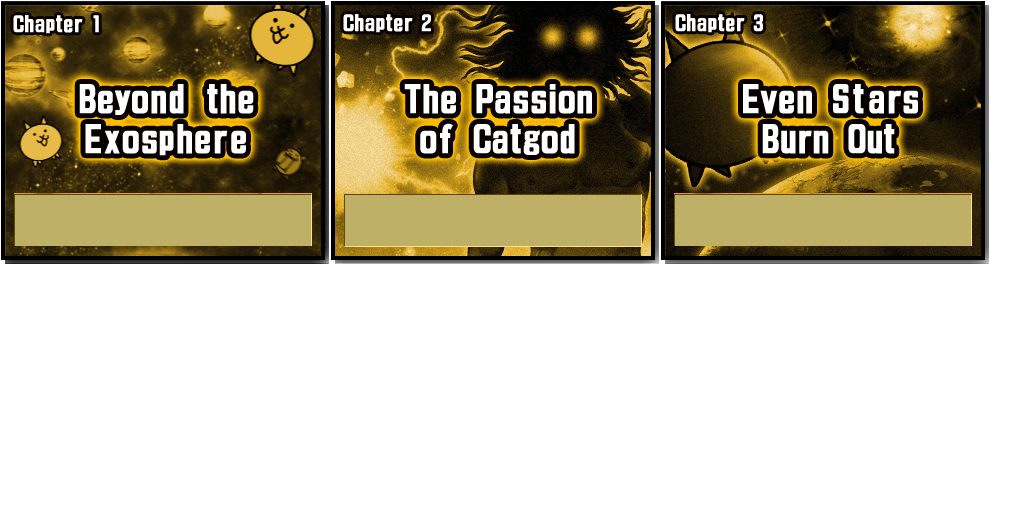 Chapter 1
Beyond the
Exosphere
Chapter 2
The Passion
of Catgod
Chapter 3
Even Stars
Burn Out